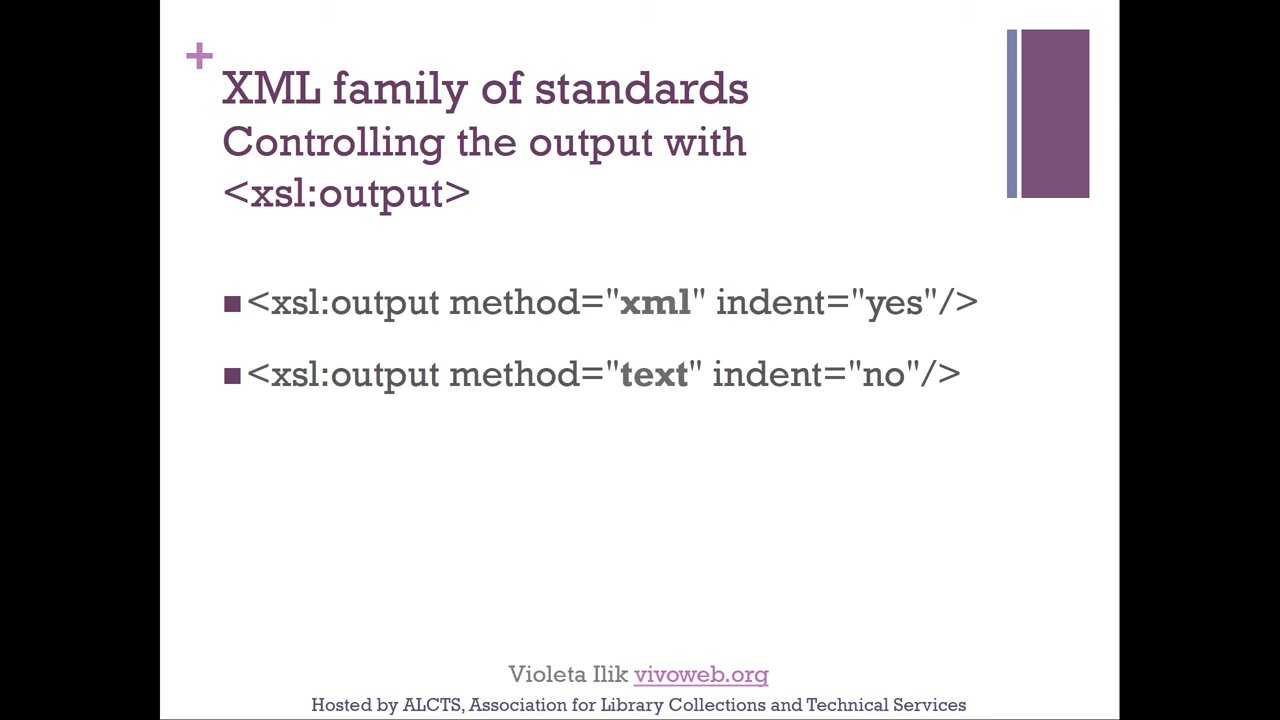 +
XML family of standards
Controlling the output with
<xsl:output>
■ <xsl:output method="xml" indent="yes"/>
■ <xsl:output method="text" indent="no"/>
Violeta Ilik vivoweb.org
Hosted by ALCTS, Association for Library Collections and Technical Services